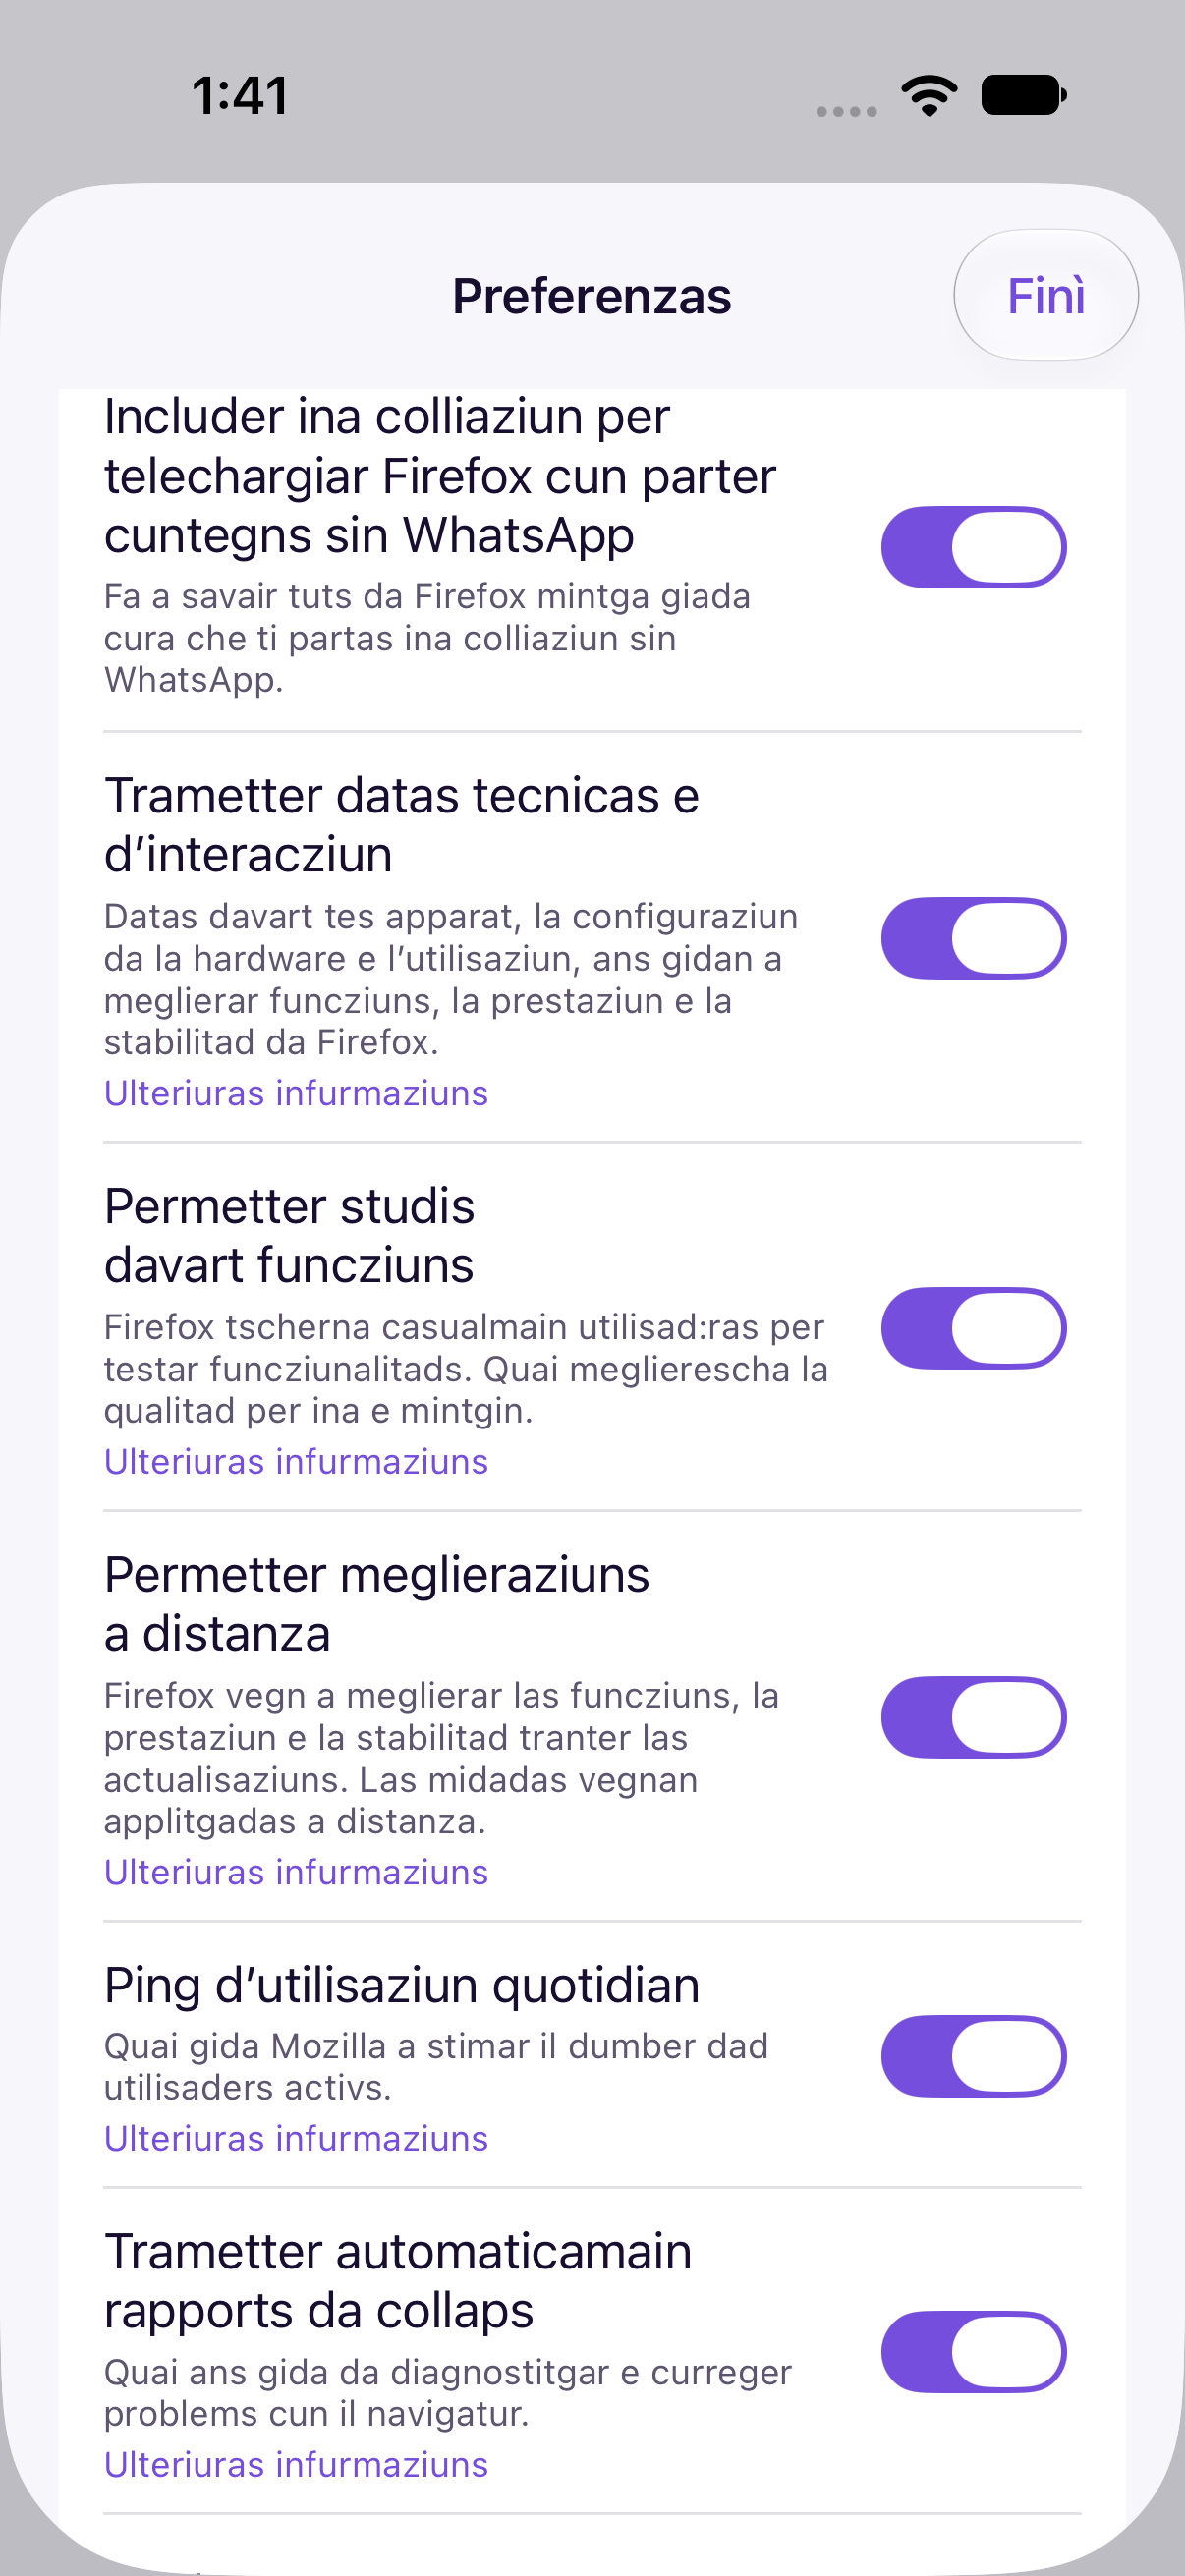 1:41
Preferenzas
Finì
Includer ina colliaziun per
telechargiar Firefox cun parter
cuntegns sin WhatsApp
Fa a savair tuts da Firefox mintga giada
cura che ti partas ina colliaziun sin
WhatsApp.
Trametter datas tecnicas e
d’interacziun
Datas davart tes apparat, la configuraziun
da la hardware e l’utilisaziun, ans gidan a
meglierar funcziuns, la prestaziun e la
stabilitad da Firefox.
Ulteriuras infurmaziuns
Permetter studis
davart funcziuns
Firefox tscherna casualmain utilisad:ras per
testar funcziunalitads. Quai meglierescha la
qualitad per ina e mintgin.
Ulteriuras infurmaziuns
Permetter meglieraziuns
a distanza
Firefox vegn a meglierar las funcziuns, la
prestaziun e la stabilitad tranter las
actualisaziuns. Las midadas vegnan
applitgadas a distanza.
Ulteriuras infurmaziuns
Ping d’utilisaziun quotidian
Quai gida Mozilla a stimar il dumber dad
utilisaders activs.
Ulteriuras infurmaziuns
Trametter automaticamain
rapports da collaps
Quai ans gida da diagnostitgar e curreger
problems cun il navigatur.
Ulteriuras infurmaziuns